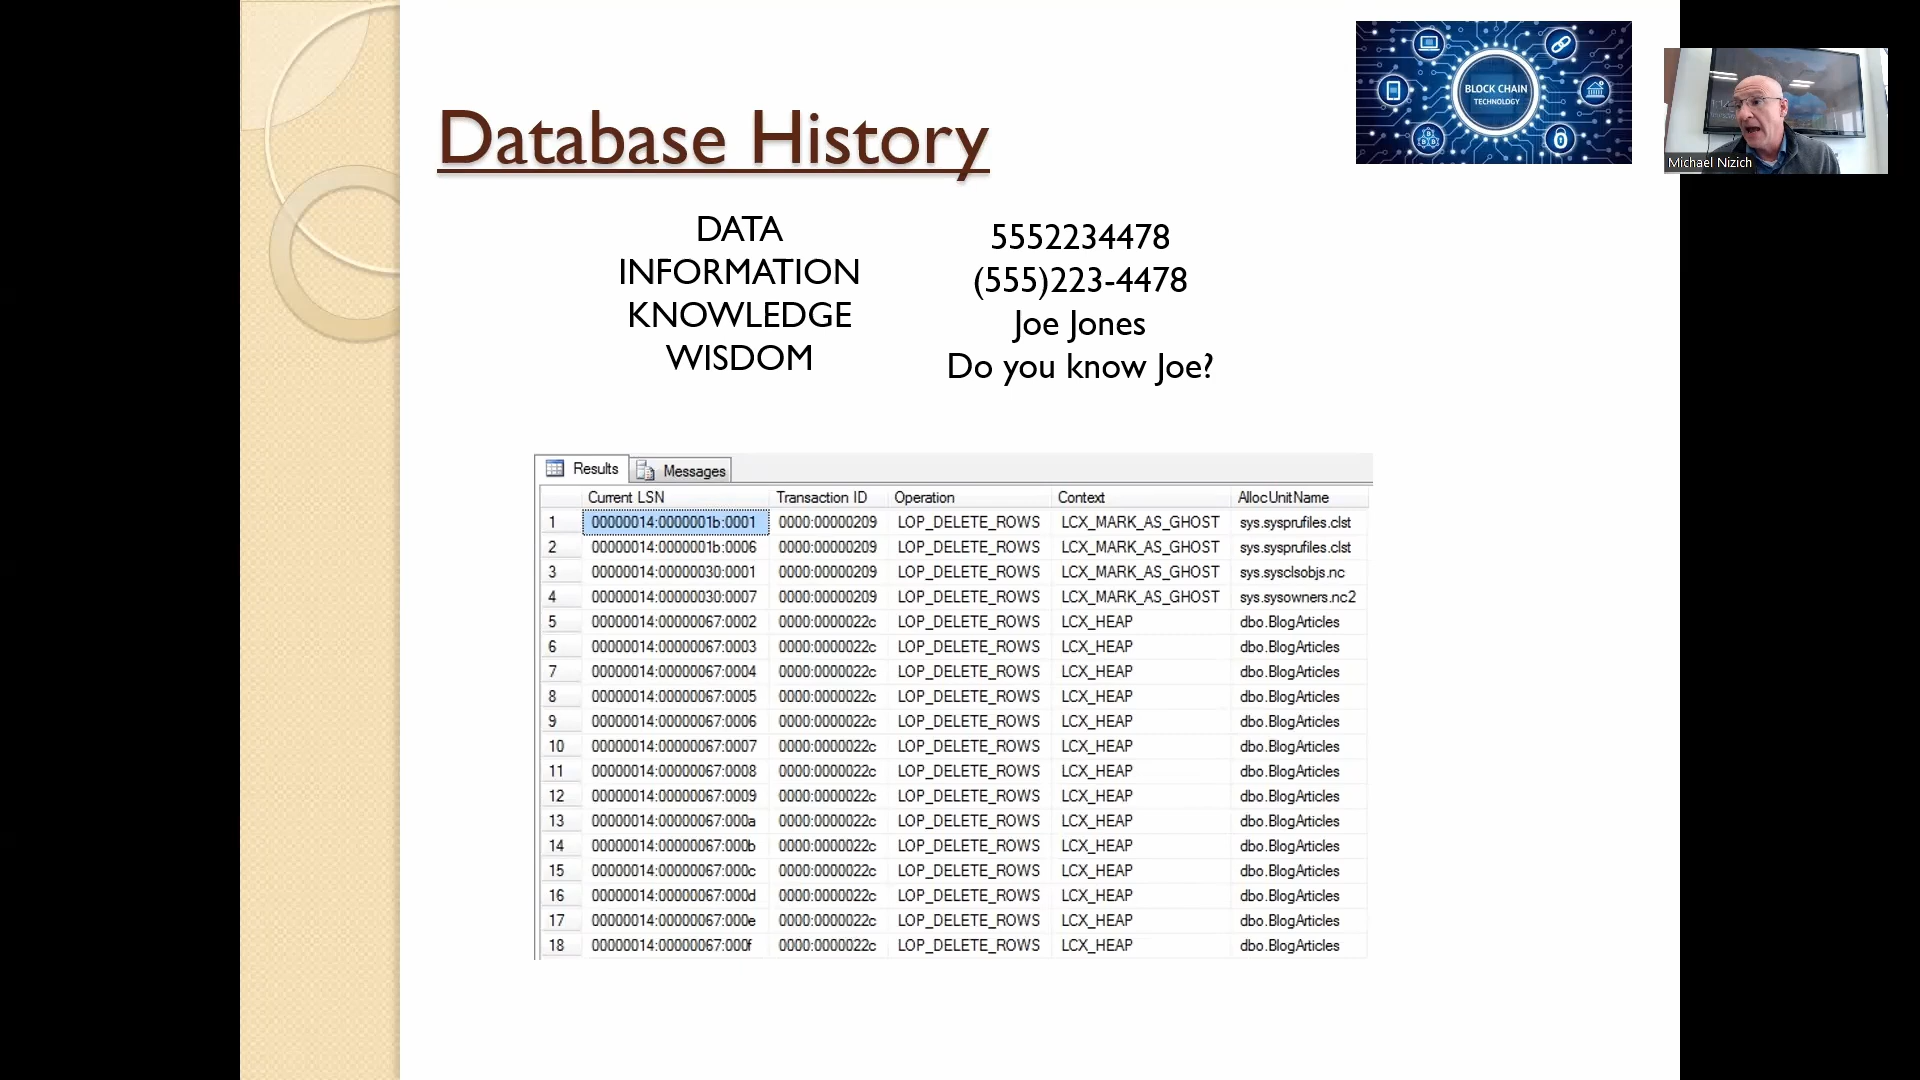 BLOCK CHAIN
TECHNOLOGY
Michael Nizich
Database History
DATA
INFORMATION
KNOWLEDGE
WISDOM
5552234478
(555)223-4478
Joe Jones
Do you know Joe?
Results Messages
Current LSN Transaction ID Operation Context AllocUnitName
1 00000014:0000001b:0001 0000:00000209 LOP_DELETE_ROWS LCX_MARK_AS_GHOST sys.sysprufiles.clst
2 00000014:0000001b:0006 0000:00000209 LOP_DELETE_ROWS LCX_MARK_AS_GHOST sys.sysprufiles.clst
3 00000014:00000030:0001 0000:00000209 LOP_DELETE_ROWS LCX_MARK_AS_GHOST sys.sysclsobjs.nc
4 00000014:00000030:0007 0000:00000209 LOP_DELETE_ROWS LCX_MARK_AS_GHOST sys.sysowners.nc2
5 00000014:00000067:0002 0000:0000022c LOP_DELETE_ROWS LCX_HEAP dbo.BlogArticles
6 00000014:00000067:0003 0000:0000022c LOP_DELETE_ROWS LCX_HEAP dbo.BlogArticles
7 00000014:00000067:0004 0000:0000022c LOP_DELETE_ROWS LCX_HEAP dbo.BlogArticles
8 00000014:00000067:0005 0000:0000022c LOP_DELETE_ROWS LCX_HEAP dbo.BlogArticles
9 00000014:00000067:0006 0000:0000022c LOP_DELETE_ROWS LCX_HEAP dbo.BlogArticles
10 00000014:00000067:0007 0000:0000022c LOP_DELETE_ROWS LCX_HEAP dbo.BlogArticles
11 00000014:00000067:0008 0000:0000022c LOP_DELETE_ROWS LCX_HEAP dbo.BlogArticles
12 00000014:00000067:0009 0000:0000022c LOP_DELETE_ROWS LCX_HEAP dbo.BlogArticles
13 00000014:00000067:000a 0000:0000022c LOP_DELETE_ROWS LCX_HEAP dbo.BlogArticles
14 00000014:00000067:000b 0000:0000022c LOP_DELETE_ROWS LCX_HEAP dbo.BlogArticles
15 00000014:00000067:000c 0000:0000022c LOP_DELETE_ROWS LCX_HEAP dbo.BlogArticles
16 00000014:00000067:000d 0000:0000022c LOP_DELETE_ROWS LCX_HEAP dbo.BlogArticles
17 00000014:00000067:000e 0000:0000022c LOP_DELETE_ROWS LCX_HEAP dbo.BlogArticles
18 00000014:00000067:000f 0000:0000022c LOP_DELETE_ROWS LCX_HEAP dbo.BlogArticles